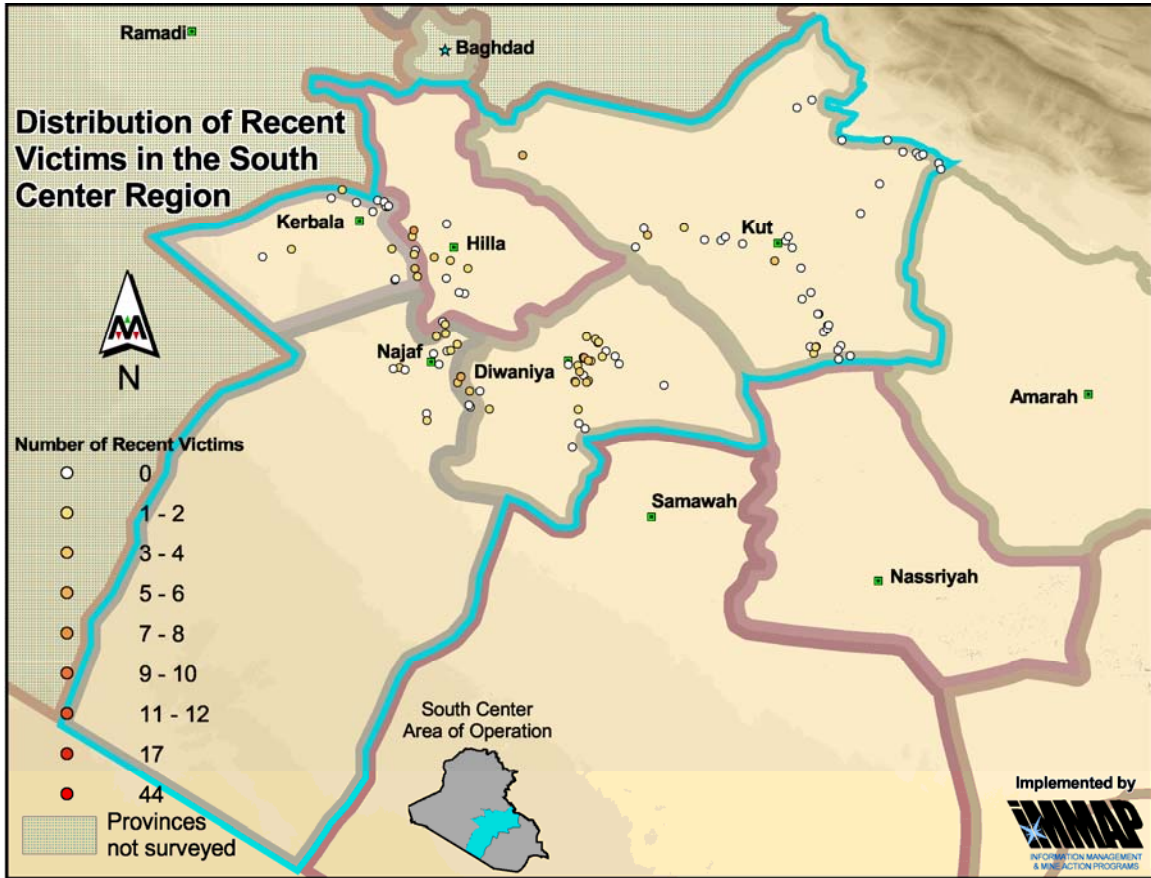 Ramadi
Baghdad
Distribution of Recent
Victims in the South
Center Region
Kerbala
Hilla
Kut
Najaf
Diwaniya
Amarah
Samawah
Nassriyah
N
Number of Recent Victims
0
1 - 2
3 - 4
5 - 6
7 - 8
9 - 10
11 - 12
17
44
Provinces
not surveyed
South Center
Area of Operation
Implemented by
iMMAP
INFORMATION MANAGEMENT
& MINE ACTION PROGRAMS